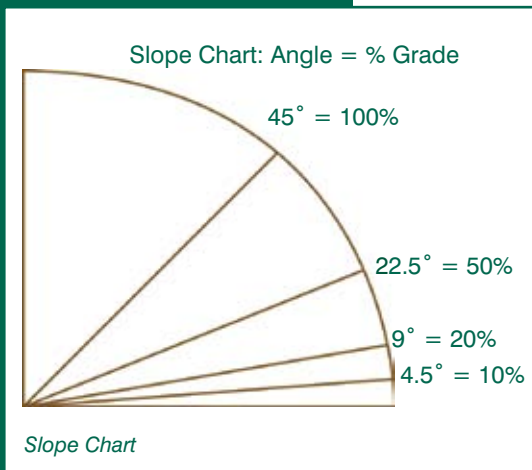 Slope Chart: Angle = % Grade
45° = 100%
22.5° = 50%
9° = 20%
4.5° = 10%
Slope Chart